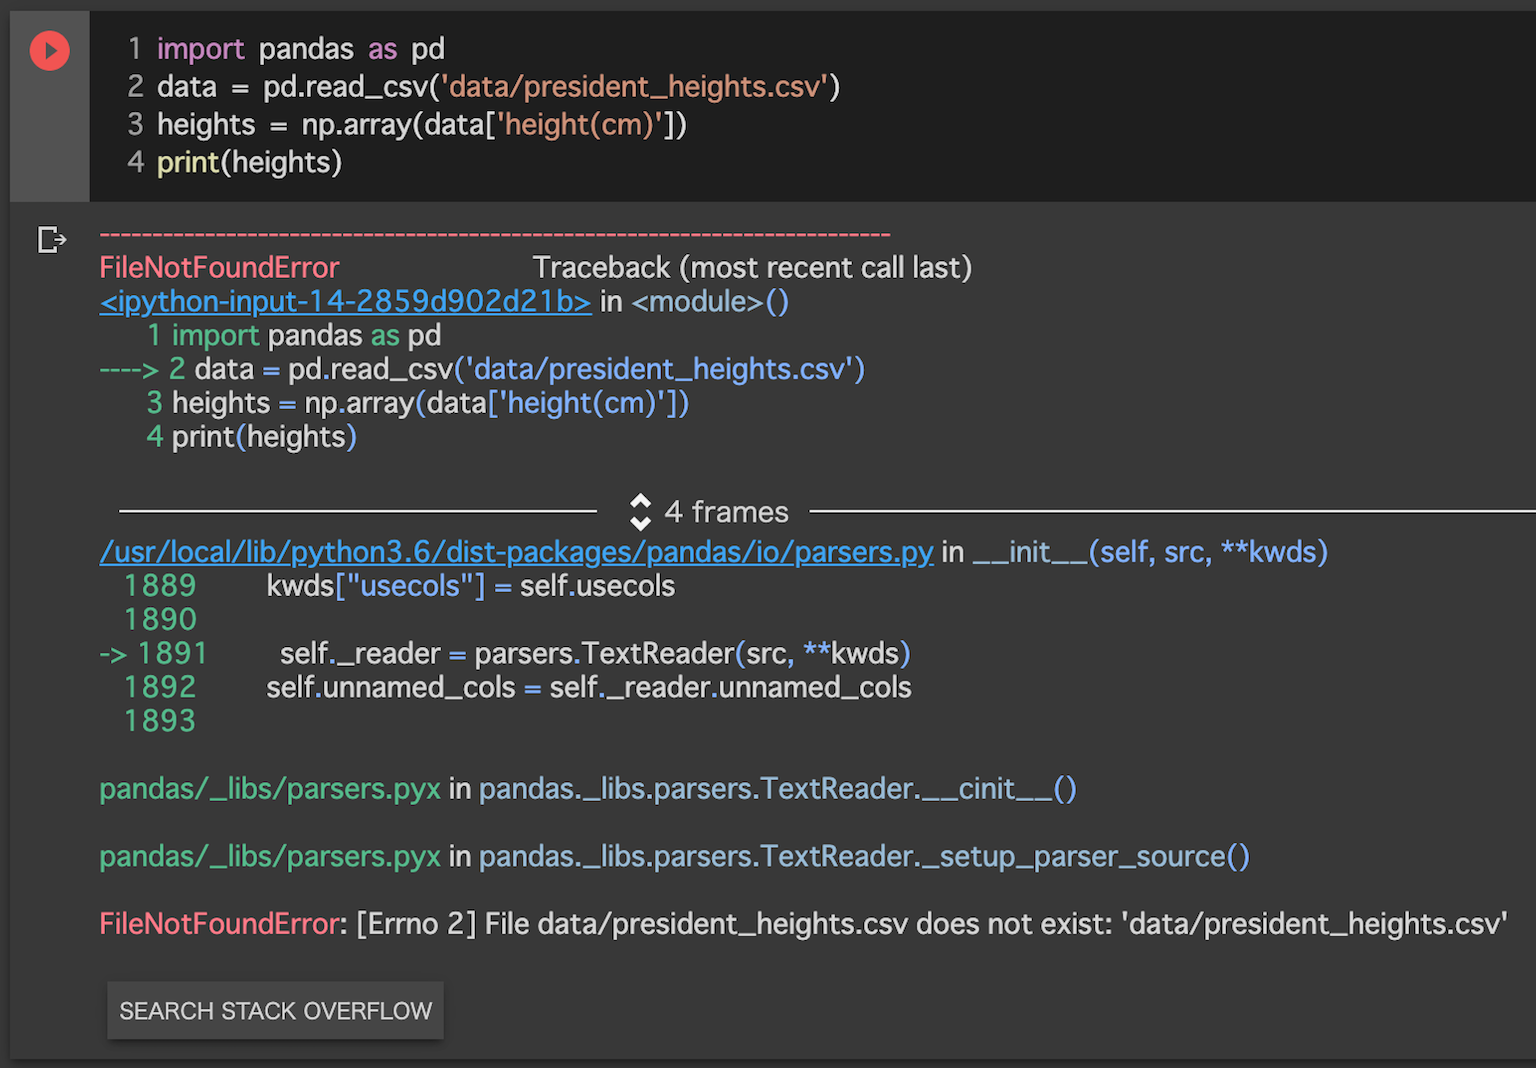 1 import pandas as pd
2 data = pd.read_csv('data/president_heights.csv')
3 heights = np.array(data['height(cm)'])
4 print(heights)
---------------------------------------------------------------------------
FileNotFoundError Traceback (most recent call last)
<ipython-input-14-2859d902d21b> in <module>()
1 import pandas as pd
----> 2 data = pd.read_csv('data/president_heights.csv')
3 heights = np.array(data['height(cm)'])
4 print(heights)
4 frames
/usr/local/lib/python3.6/dist-packages/pandas/io/parsers.py in __init__(self, src, **kwds)
1889 kwds["usecols"] = self.usecols
1890
-> 1891 self._reader = parsers.TextReader(src, **kwds)
1892 self.unnamed_cols = self._reader.unnamed_cols
1893
pandas/_libs/parsers.pyx in pandas._libs.parsers.TextReader.__cinit__()
pandas/_libs/parsers.pyx in pandas._libs.parsers.TextReader._setup_parser_source()
FileNotFoundError: [Errno 2] File data/president_heights.csv does not exist: 'data/president_heights.csv'
SEARCH STACK OVERFLOW